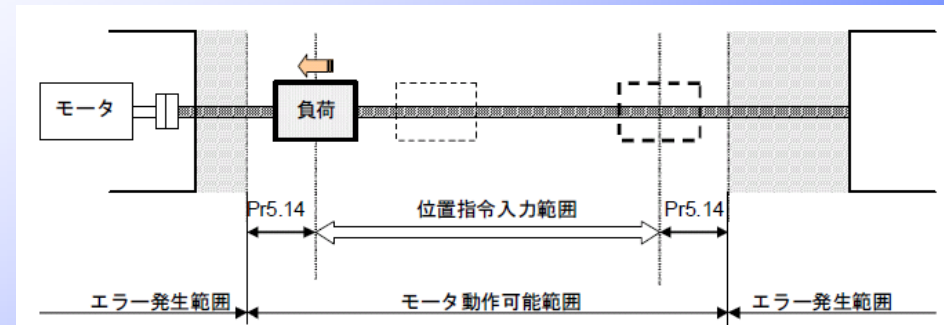 モータ
負荷
Pr5.14
位置指令入力範囲
Pr5.14
エラー発生範囲
モータ動作可能範囲
エラー発生範囲